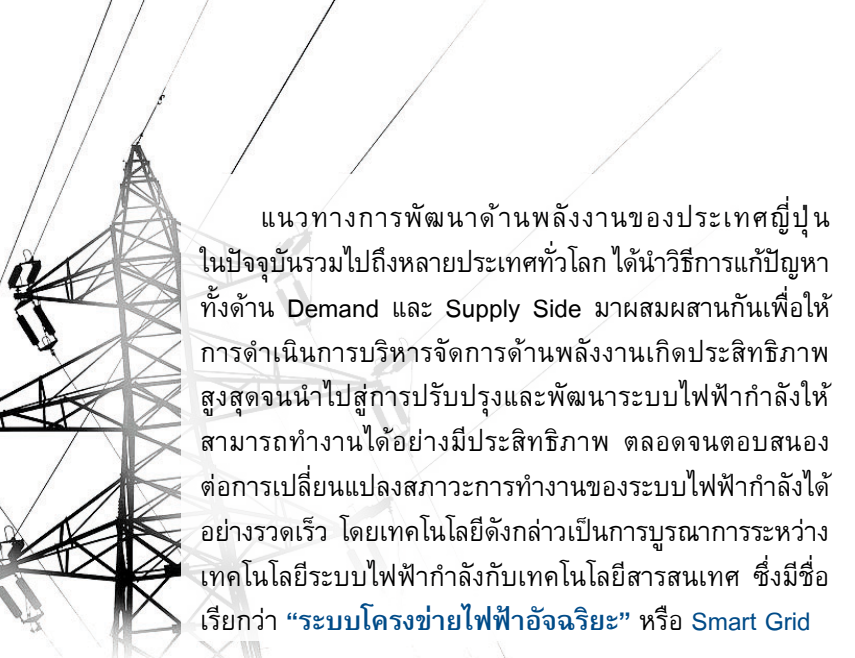 แนวทางการพัฒนาด้านพลังงานของประเทศญี่ปุ่น
ในปัจจุบันรวมไปถึงหลายประเทศทั่วโลก ได้นำวิธีการแก้ปัญหา
ทั้งด้าน Demand และ Supply Side มาผสมผสานกันเพื่อให้
การดำเนินการบริหารจัดการด้านพลังงานเกิดประสิทธิภาพ
สูงสุดจนนำไปสู่การปรับปรุงและพัฒนาระบบไฟฟ้ากำลังให้
สามารถทำงานได้อย่างมีประสิทธิภาพ ตลอดจนตอบสนอง
ต่อการเปลี่ยนแปลงสภาวะการทำงานของระบบไฟฟ้ากำลังได้
อย่างรวดเร็ว โดยเทคโนโลยีดังกล่าวเป็นการบูรณาการระหว่าง
เทคโนโลยีระบบไฟฟ้ากำลังกับเทคโนโลยีสารสนเทศ ซึ่งมีชื่อ
เรียกว่า “ระบบโครงข่ายไฟฟ้าอัจฉริยะ” หรือ Smart Grid